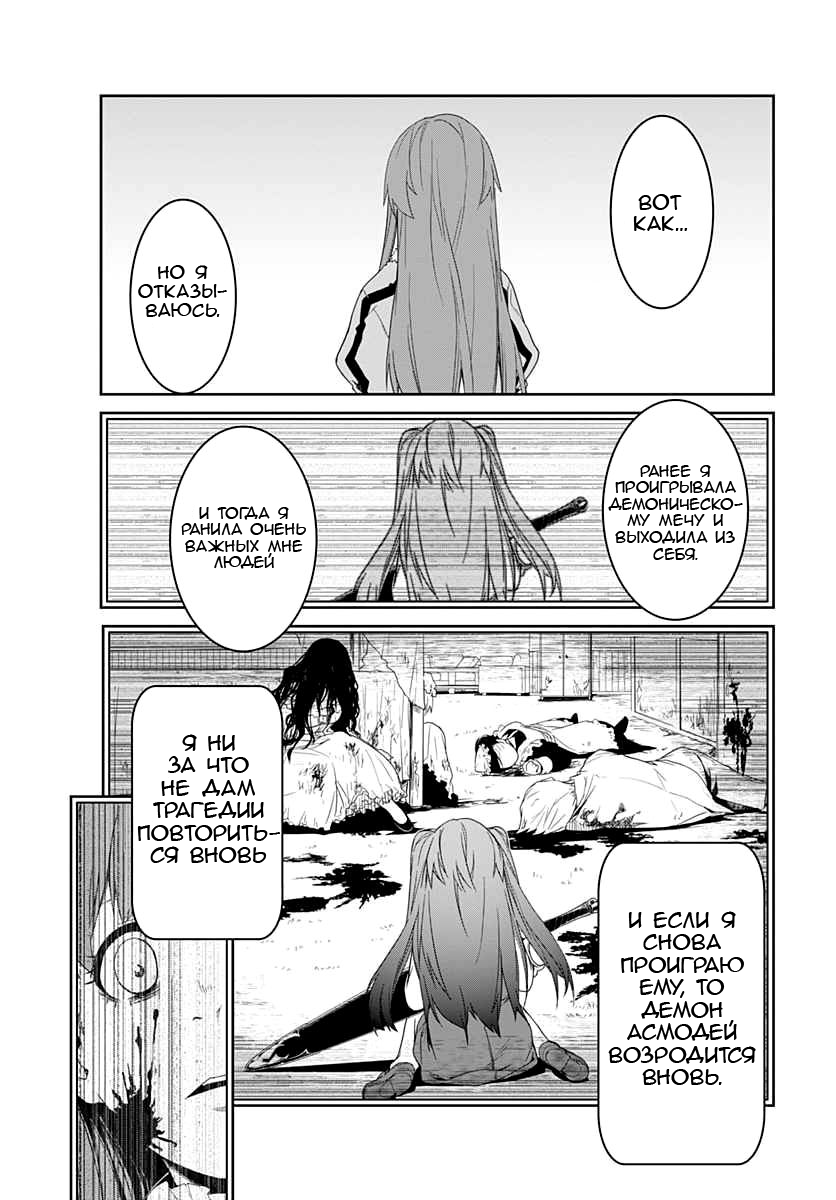 ВОТ
КАК...
НО Я
ОТКАЗЫ-
ВАЮСЬ.
РАНЕЕ Я
ПРОИГРЫВАЛА
ДЕМОНИЧЕСКО-
МУ МЕЧУ И
ВЫХОДИЛА ИЗ
СЕБЯ.
И ТОГДА Я
РАНИЛА ОЧЕНЬ
ВАЖНЫХ МНЕ
ЛЮДЕЙ
Я НИ
ЗА ЧТО
НЕ ДАМ
ТРАГЕДИИ
ПОВТОРИТЬ-
СЯ ВНОВЬ
И ЕСЛИ Я
СНОВА
ПРОИГРАЮ
ЕМУ, ТО
ДЕМОН
АСМОДЕЙ
ВОЗРОДИТСЯ
ВНОВЬ.